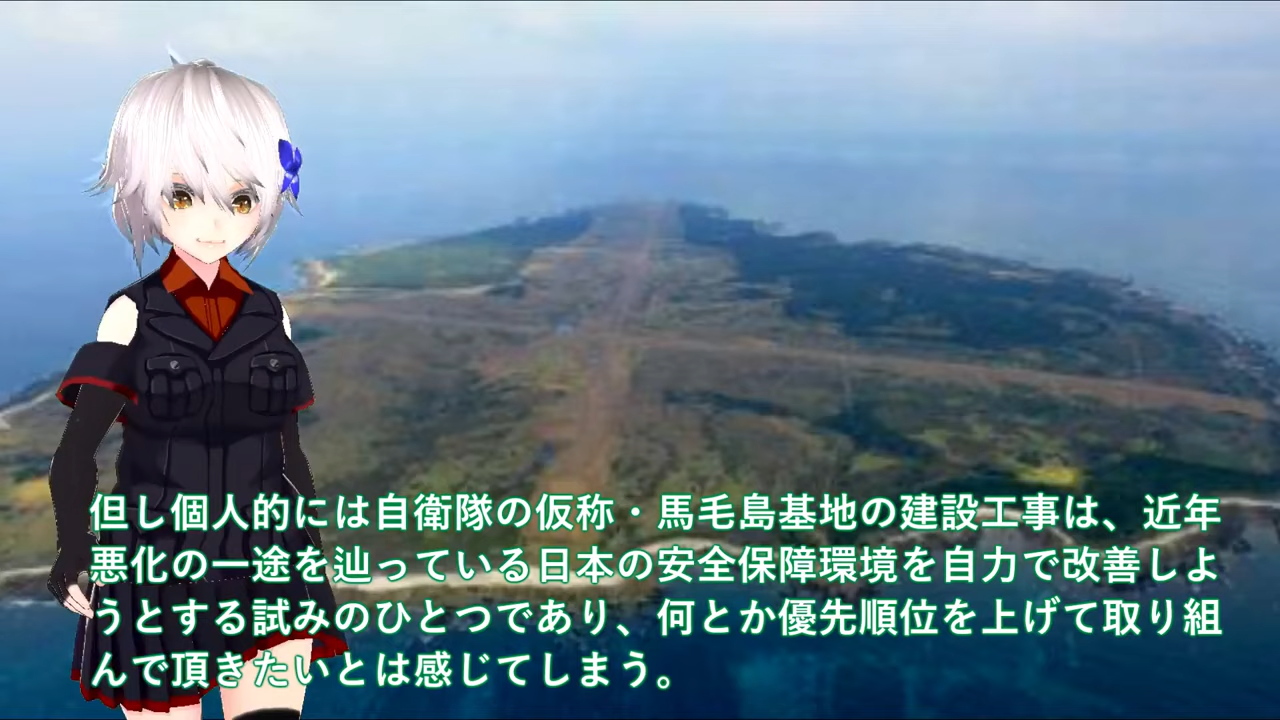 但し個人的には自衛隊の仮称・馬毛島基地の建設工事は、近年
悪化の一途を辿っている日本の安全保障環境を自力で改善しよ
うとする試みのひとつであり、何とか優先順位を上げて取り組
んで頂きたいとは感じてしまう。